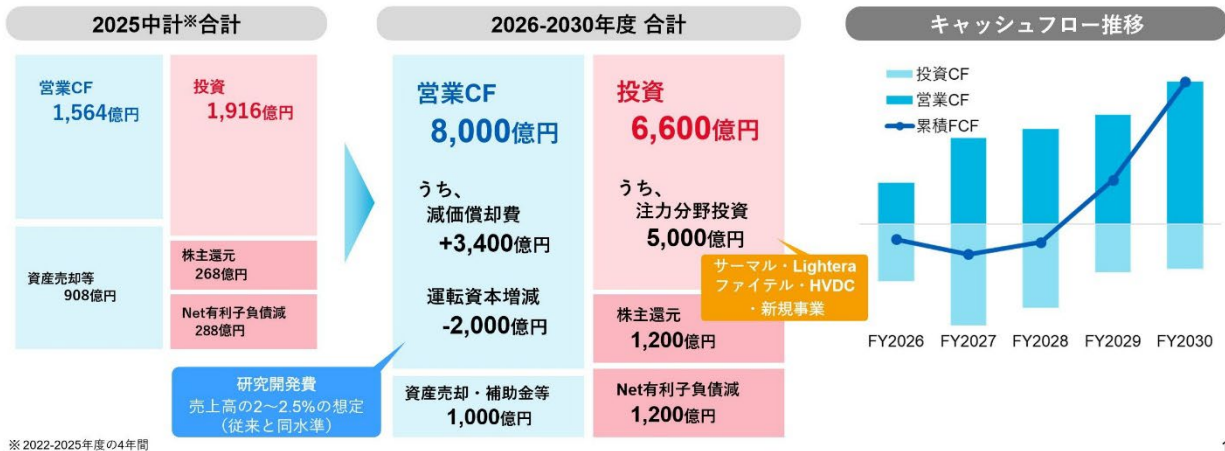 2025中計※合計
営業CF
1,564億円
投資
1,916億円
資産売却等
908億円
株主還元
268億円
Net有利子負債減
288億円
2026-2030年度 合計
営業CF
8,000億円
うち、
減価償却費
+3,400億円
運転資本増減
-2,000億円
研究開発費
売上高の2～2.5%の想定
（従来と同水準）
資産売却・補助金等
1,000億円
投資
6,600億円
うち、
注力分野投資
5,000億円
サーマル・Lightera
ファイテル・HVDC
・新規事業
株主還元
1,200億円
Net有利子負債減
1,200億円
キャッシュフロー推移
投資CF
営業CF
累積FCF
FY2026 FY2027 FY2028 FY2029 FY2030
※ 2022-2025年度の4年間